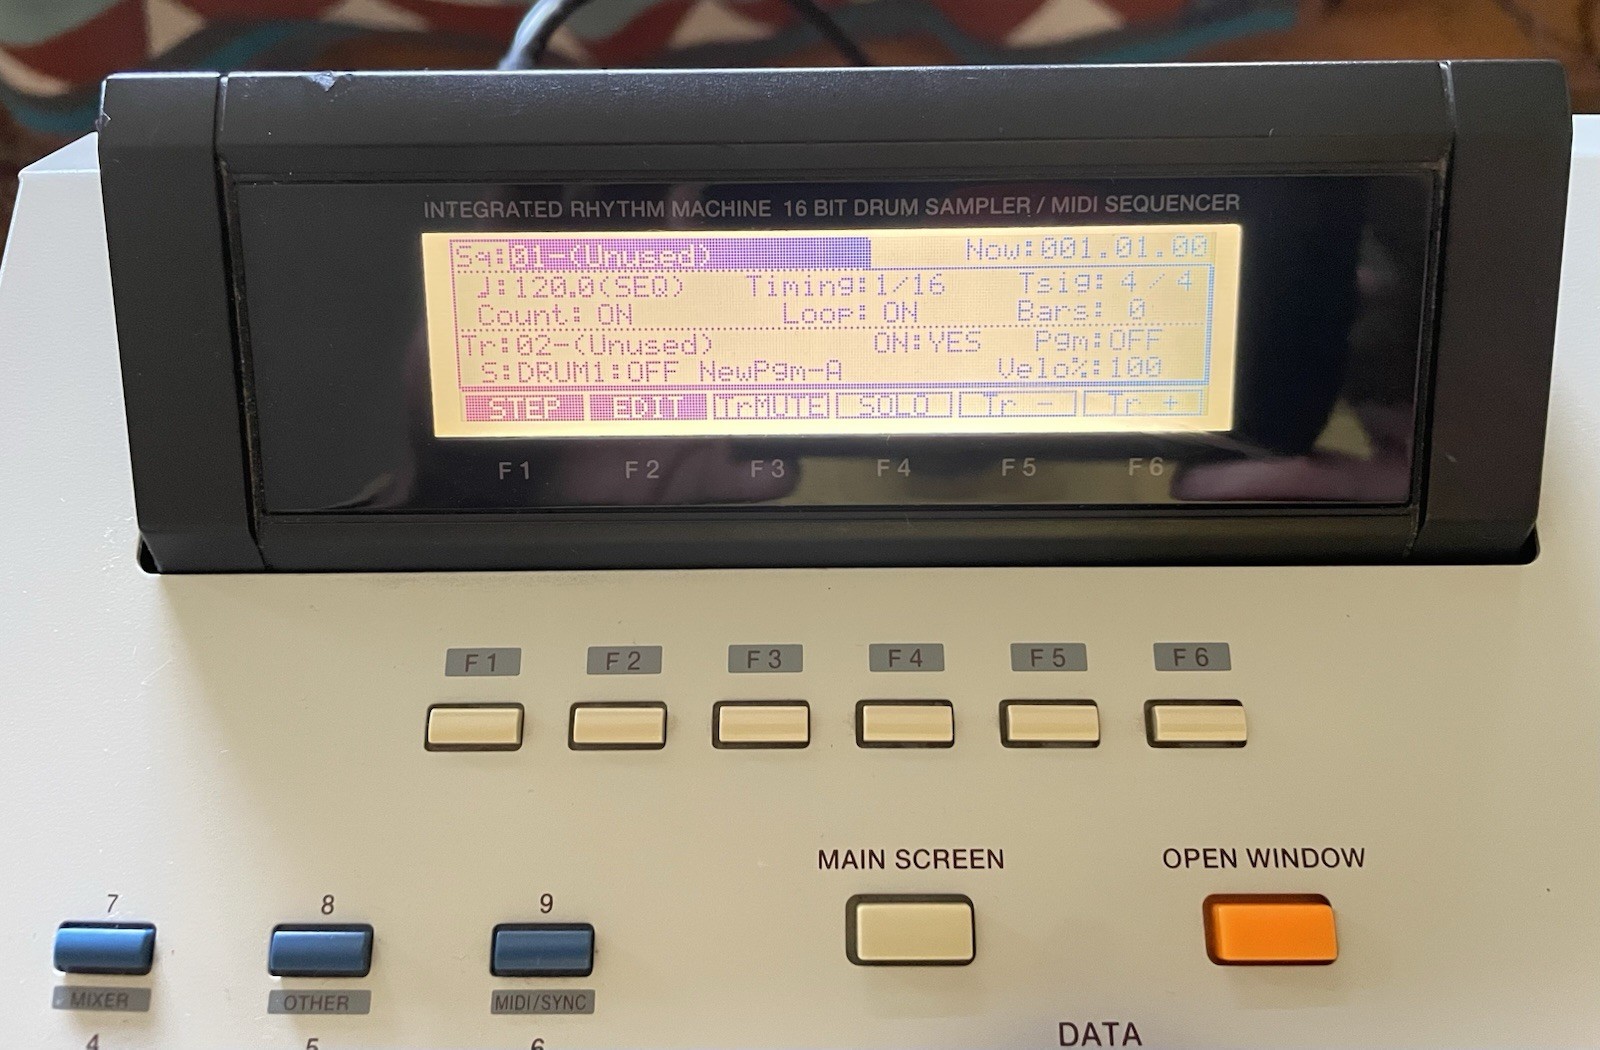 INTEGRATED RHYTHM MACHINE 16 BIT DRUM SAMPLER / MIDI SEQUENCER
Sq:01-(Unused) Now:001.01.00
♩:120.0(SEQ) Timing:1/16 Tsig: 4/4
Count: ON Loop: ON Bars: 0
Tr:02-(Unused) ON:YES Pgm:OFF
S:DRUM1:OFF NewPgm-A Velo%:100
STEP EDIT TrMUTE SOLO Tr - Tr +
F1 F2 F3 F4 F5 F6
F1 F2 F3 F4 F5 F6
MAIN SCREEN OPEN WINDOW
7 8 9
MIXER OTHER MIDI/SYNC
4 5 6
DATA